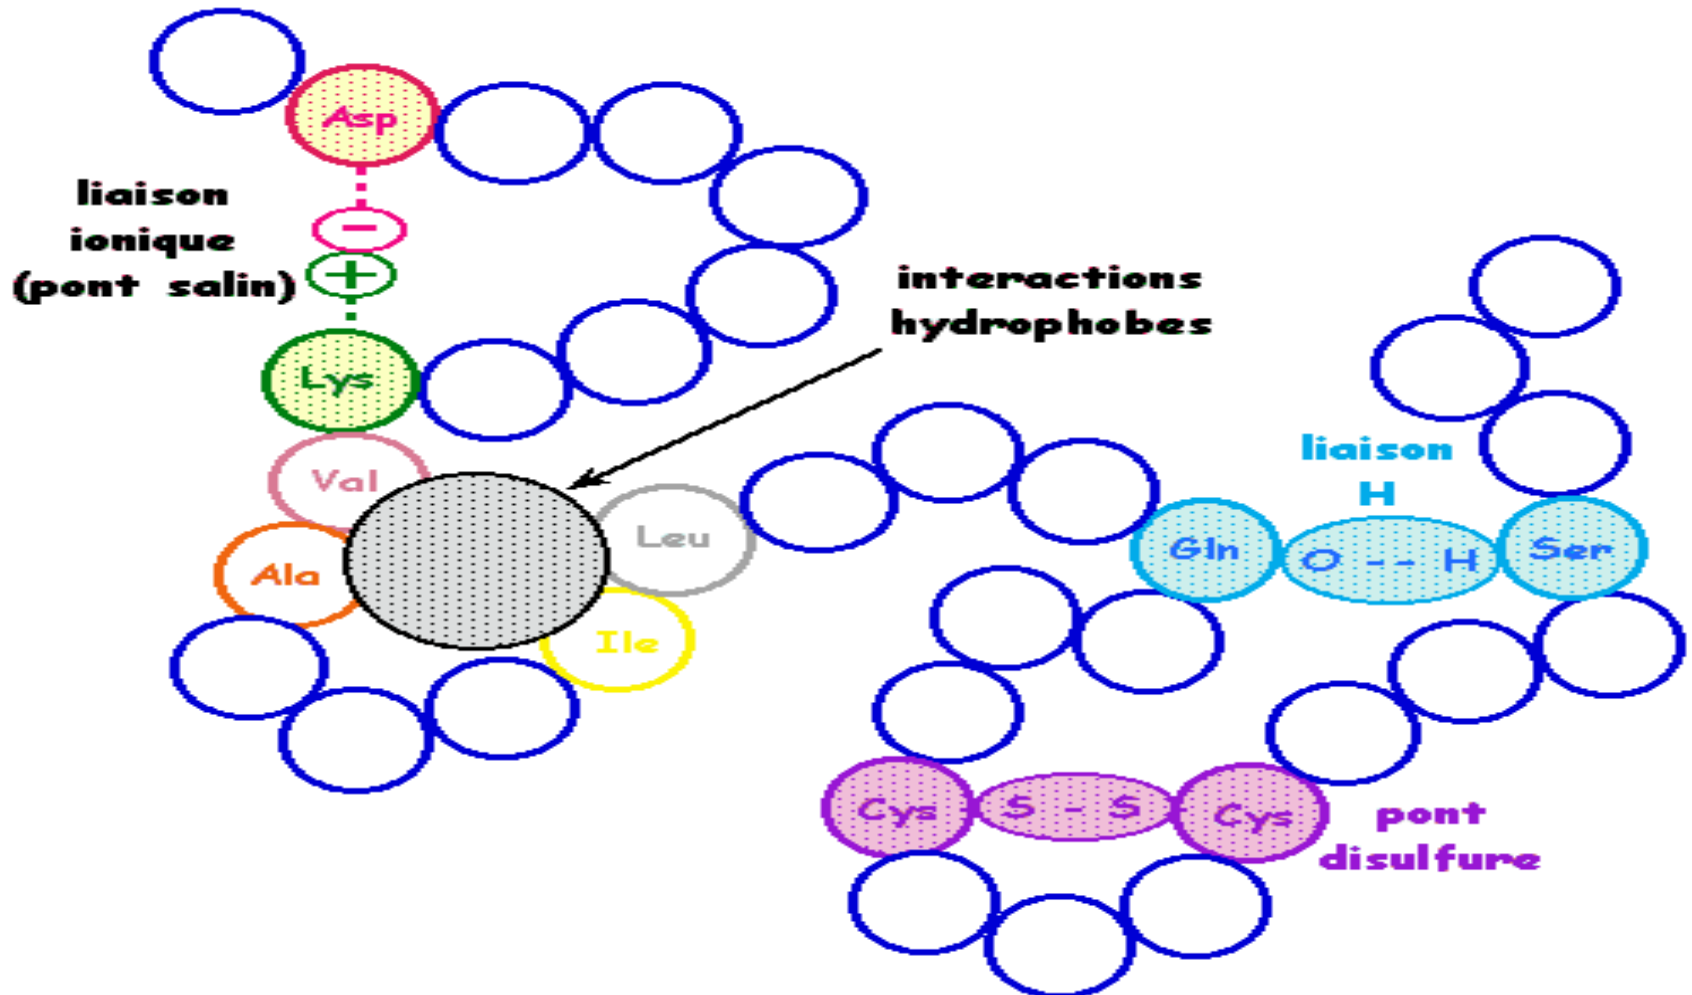 Asp
liaison
ionique
(pont salin)
−
+
Lys
interactions
hydrophobes
Val
Ala
Leu
Ile
liaison
H
Gln O -- H Ser
Cys S - S Cys
pont
disulfure